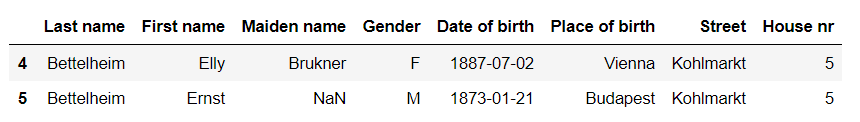 Last name First name Maiden name Gender Date of birth Place of birth Street House nr
4 Bettelheim Elly Brukner F 1887-07-02 Vienna Kohlmarkt 5
5 Bettelheim Ernst NaN M 1873-01-21 Budapest Kohlmarkt 5